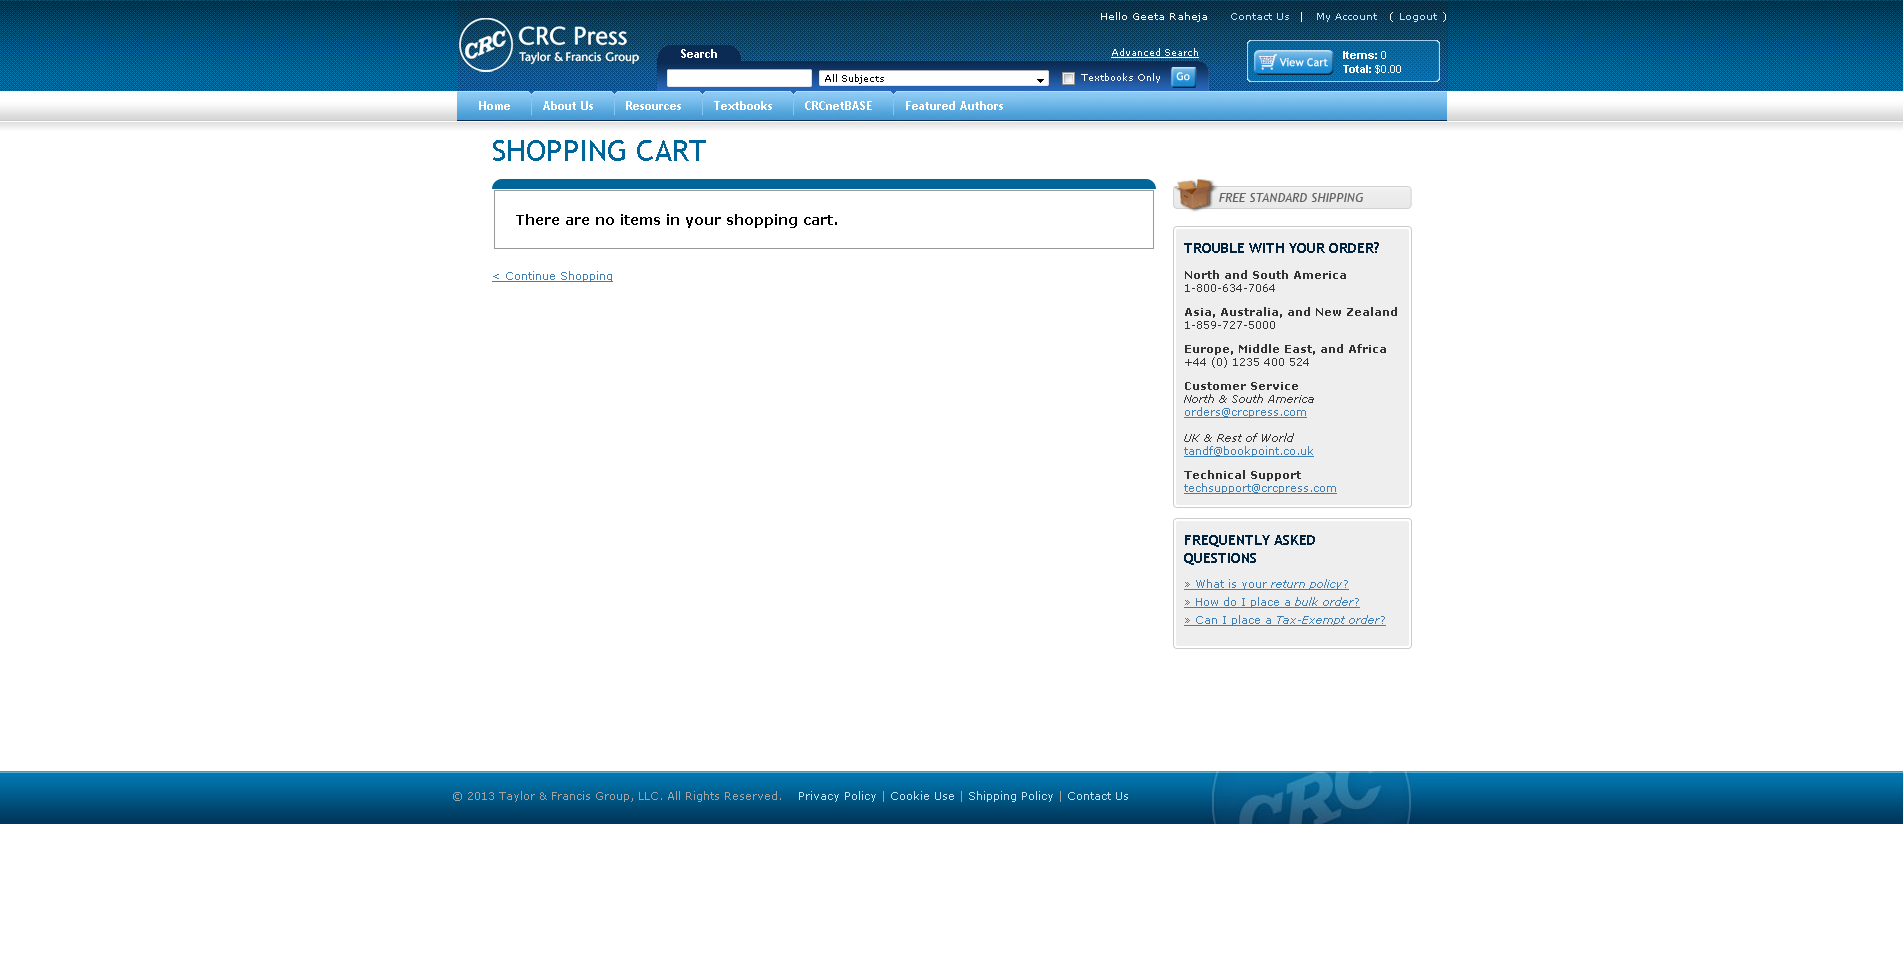 Hello Geeta Raheja Contact Us | My Account ( Logout )
CRC CRC Press
Taylor & Francis Group
Search Advanced Search
All Subjects Textbooks Only Go
View Cart Items: 0
Total: $0.00
Home About Us Resources Textbooks CRCnetBASE Featured Authors
SHOPPING CART
There are no items in your shopping cart.
< Continue Shopping
FREE STANDARD SHIPPING
TROUBLE WITH YOUR ORDER?
North and South America
1-800-634-7064
Asia, Australia, and New Zealand
1-859-727-5000
Europe, Middle East, and Africa
+44 (0) 1235 400 524
Customer Service
North & South America
orders@crcpress.com
UK & Rest of World
tandf@bookpoint.co.uk
Technical Support
techsupport@crcpress.com
FREQUENTLY ASKED
QUESTIONS
» What is your return policy?
» How do I place a bulk order?
» Can I place a Tax-Exempt order?
© 2013 Taylor & Francis Group, LLC. All Rights Reserved. Privacy Policy | Cookie Use | Shipping Policy | Contact Us
CRC